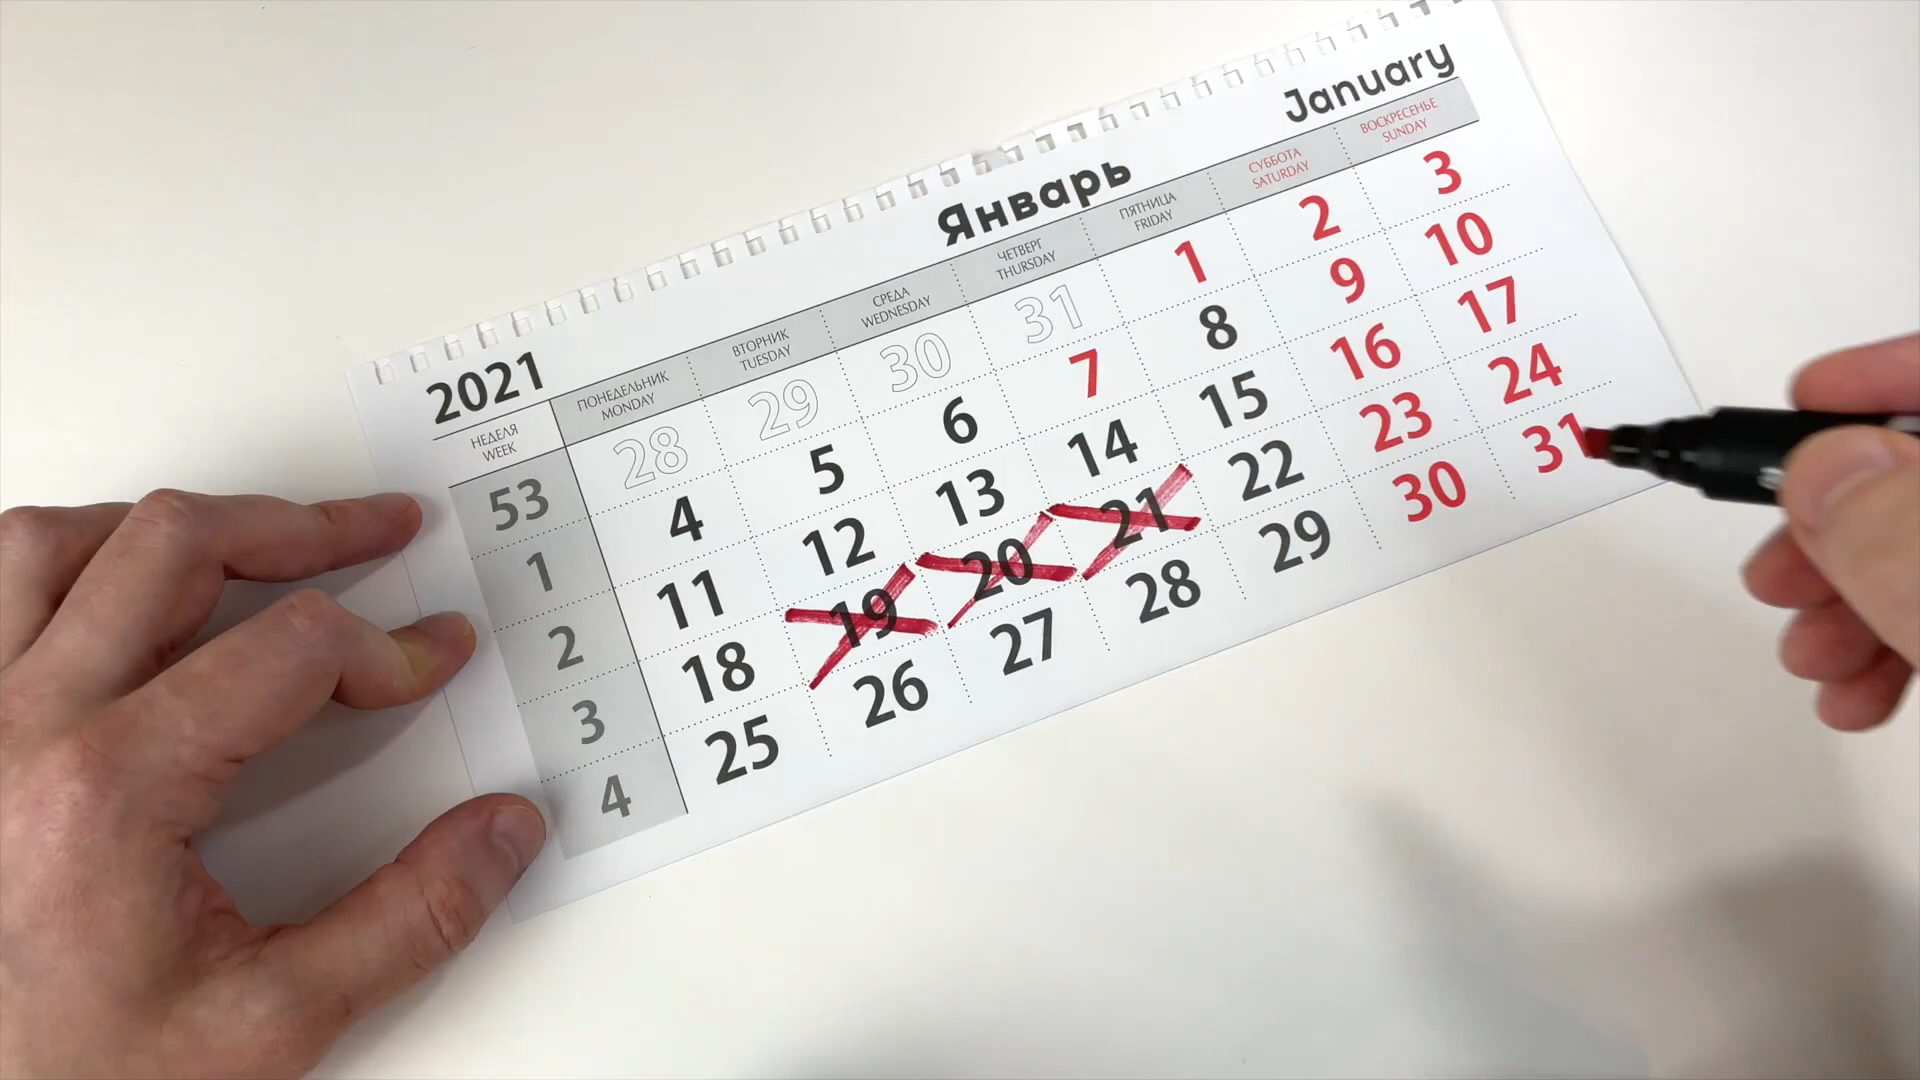 Январь January
2021
НЕДЕЛЯ ПОНЕДЕЛЬНИК ВТОРНИК СРЕДА ЧЕТВЕРГ ПЯТНИЦА СУББОТА ВОСКРЕСЕНЬЕ
WEEK MONDAY TUESDAY WEDNESDAY THURSDAY FRIDAY SATURDAY SUNDAY
53 28 29 30 31 1 2 3
1 4 5 6 7 8 9 10
2 11 12 13 14 15 16 17
3 18 19 20 21 22 23 24
4 25 26 27 28 29 30 31